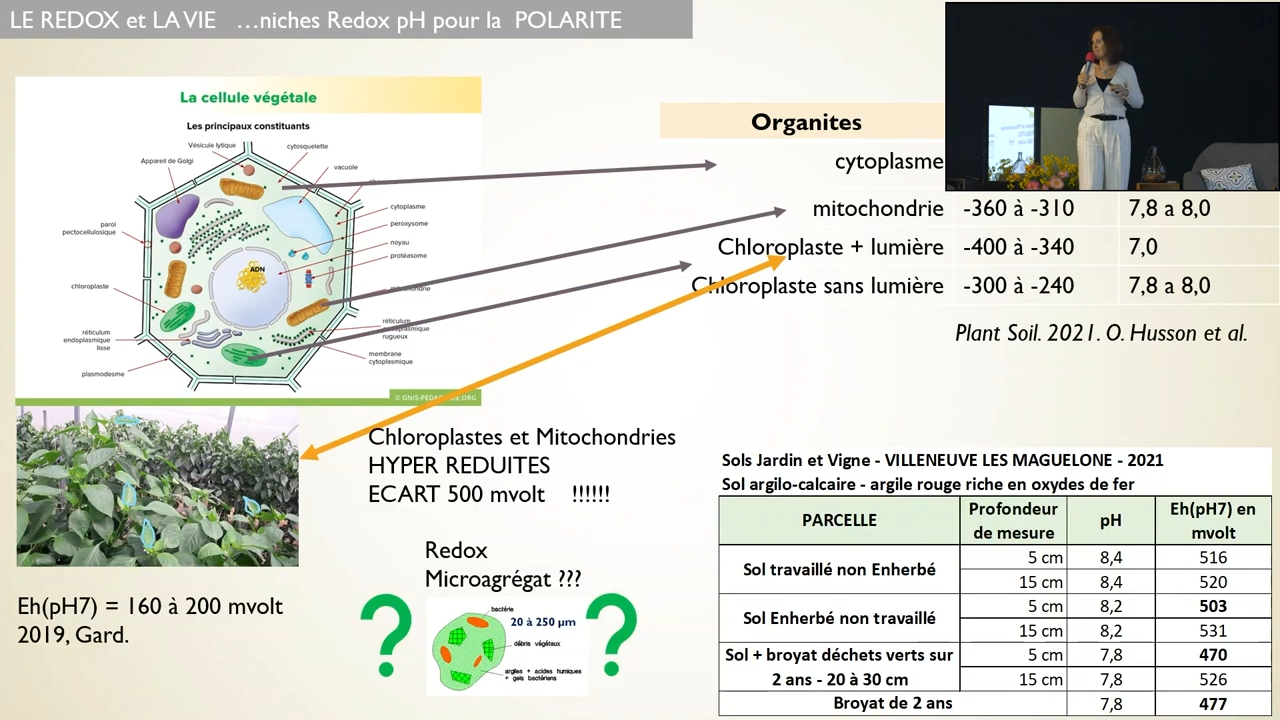 LE REDOX et LA VIE …niches Redox pH pour la POLARITE
La cellule végétale
Les principaux constituants
Vésicule lytique
cytosquelette
Appareil de Golgi
vacuole
cytoplasme
paroi
pectocellulosique
peroxysome
noyau
protéasome
ADN
chloroplaste
mitochondrie
réticulum
endoplasmique
lisse
réticulum
endoplasmique
rugueux
membrane
cytoplasmique
plasmodesme
© GNIS-PEDAGOGIE.ORG
Organites
cytoplasme
mitochondrie -360 à -310 7,8 a 8,0
Chloroplaste + lumière -400 à -340 7,0
Chloroplaste sans lumière -300 à -240 7,8 a 8,0
Plant Soil. 2021. O. Husson et al.
Chloroplastes et Mitochondries
HYPER REDUITES
ECART 500 mvolt !!!!!!
Redox
Microagrégat ???
? ?
bactérie
20 à 250 µm
débris végétaux
argiles + acides humiques
+ gels bactériens
Eh(pH7) = 160 à 200 mvolt
2019, Gard.
Sols Jardin et Vigne - VILLENEUVE LES MAGUELONE - 2021
Sol argilo-calcaire - argile rouge riche en oxydes de fer
PARCELLE Profondeur de mesure pH Eh(pH7) en mvolt
Sol travaillé non Enherbé 5 cm 8,4 516
15 cm 8,4 520
Sol Enherbé non travaillé 5 cm 8,2 503
15 cm 8,2 531
Sol + broyat déchets verts sur 5 cm 7,8 470
2 ans - 20 à 30 cm 15 cm 7,8 526
Broyat de 2 ans 7,8 477